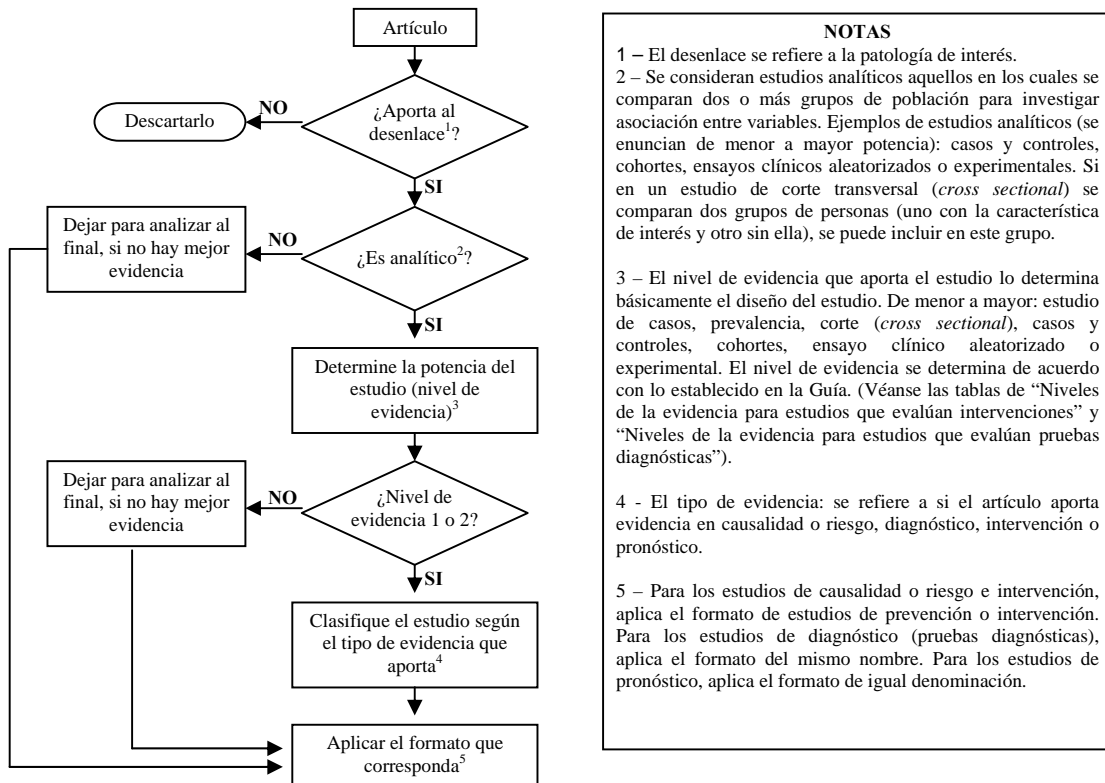 Artículo
¿Aporta al
desenlace1?
NO
Descartarlo
SI
¿Es analítico2?
NO
Dejar para analizar al
final, si no hay mejor
evidencia
SI
Determine la potencia del
estudio (nivel de
evidencia)3
¿Nivel de
evidencia 1 o 2?
NO
Dejar para analizar al
final, si no hay mejor
evidencia
SI
Clasifique el estudio según
el tipo de evidencia que
aporta4
Aplicar el formato que
corresponda5
NOTAS
1 – El desenlace se refiere a la patología de interés.
2 – Se consideran estudios analíticos aquellos en los cuales se
comparan dos o más grupos de población para investigar
asociación entre variables. Ejemplos de estudios analíticos (se
enuncian de menor a mayor potencia): casos y controles,
cohortes, ensayos clínicos aleatorizados o experimentales. Si
en un estudio de corte transversal (cross sectional) se
comparan dos grupos de personas (uno con la característica
de interés y otro sin ella), se puede incluir en este grupo.
3 – El nivel de evidencia que aporta el estudio lo determina
básicamente el diseño del estudio. De menor a mayor: estudio
de casos, prevalencia, corte (cross sectional), casos y
controles, cohortes, ensayo clínico aleatorizado o
experimental. El nivel de evidencia se determina de acuerdo
con lo establecido en la Guía. (Véanse las tablas de “Niveles
de la evidencia para estudios que evalúan intervenciones” y
“Niveles de la evidencia para estudios que evalúan pruebas
diagnósticas”).
4 - El tipo de evidencia: se refiere a si el artículo aporta
evidencia en causalidad o riesgo, diagnóstico, intervención o
pronóstico.
5 – Para los estudios de causalidad o riesgo e intervención,
aplica el formato de estudios de prevención o intervención.
Para los estudios de diagnóstico (pruebas diagnósticas),
aplica el formato del mismo nombre. Para los estudios de
pronóstico, aplica el formato de igual denominación.